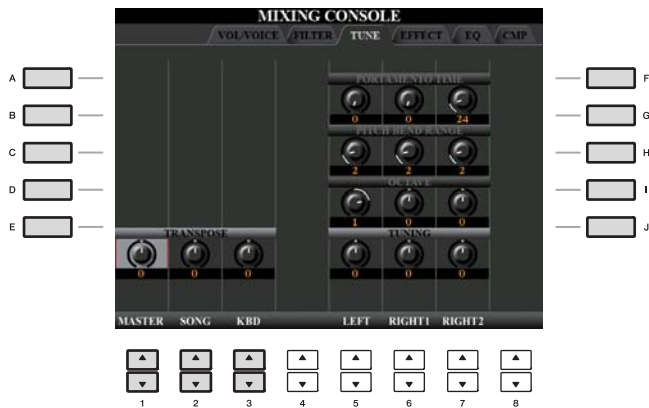 MIXING CONSOLE
VOL/VOICE FILTER TUNE EFFECT EQ CMP
A F
PORTAMENTO TIME
B G
0 0 24
PITCH BEND RANGE
C H
2 2 2
D I
OCTAVE
1 0 0
E J
TRANSPOSE TUNING
0 0 0 0 0 0
MASTER SONG KBD LEFT RIGHT1 RIGHT2
1 2 3 4 5 6 7 8